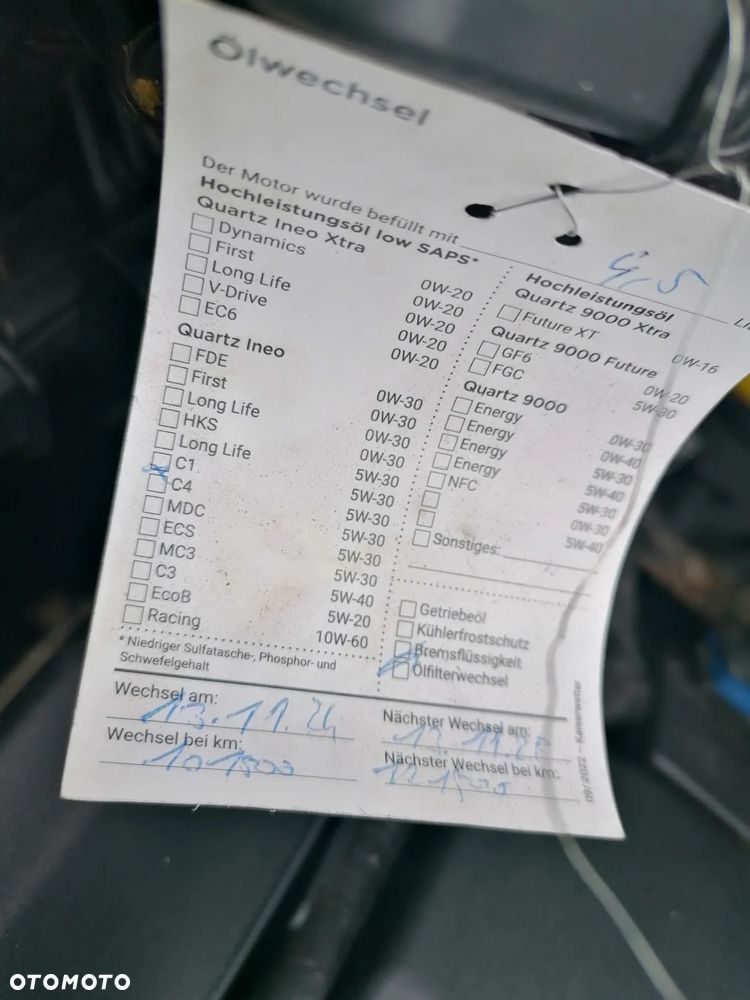 Ölwechsel
Der Motor wurde befüllt mit 4,5
Hochleistungsöl low SAPS*
Quartz Ineo Xtra
Dynamics 0W-20
First 0W-20
Long Life 0W-20
V-Drive 0W-20
EC6 0W-20
Quartz Ineo
FDE 0W-30
First 0W-30
Long Life 0W-30
HKS 0W-30
Long Life 5W-30
C1 5W-30
C4 5W-30
MDC 5W-30
ECS 5W-30
MC3 5W-30
C3 5W-40
EcoB 5W-20
Racing 10W-60
* Niedriger Sulfatasche-, Phosphor- und
Schwefelgehalt
Hochleistungsöl
Quartz 9000 Xtra
Future XT 0W-16
Quartz 9000 Future
GF6 0W-20
FGC 5W-30
Quartz 9000
Energy 0W-30
Energy 0W-40
Energy 5W-30
Energy 5W-40
NFC 5W-30
0W-30
5W-40
Sonstiges:
Getriebeöl
Kühlerfrostschutz
Bremsflüssigkeit
Ölfilterwechsel
Wechsel am: 13.11.24
Nächster Wechsel am:
Wechsel bei km: 101500
Nächster Wechsel bei km: 121500
09/2022 – Kaiserwetter
OTOMOTO